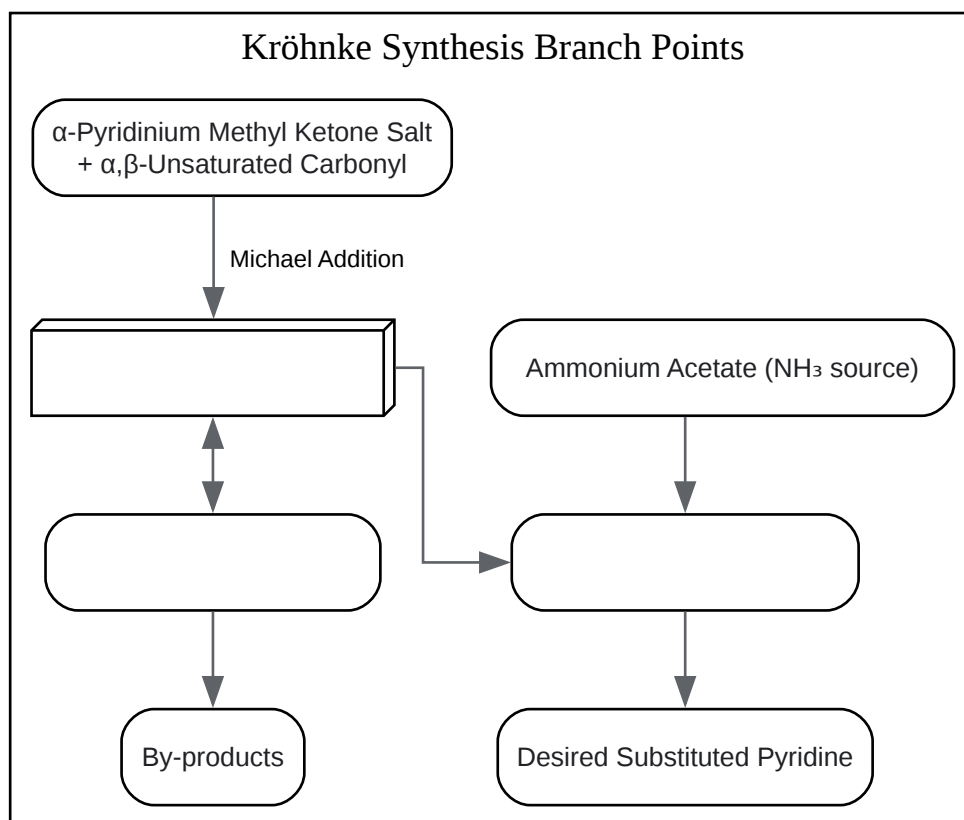 Kröhnke Synthesis Branch Points
α-Pyridinium Methyl Ketone Salt
+ α,β-Unsaturated Carbonyl
Michael Addition
Ammonium Acetate (NH₃ source)
By-products
Desired Substituted Pyridine